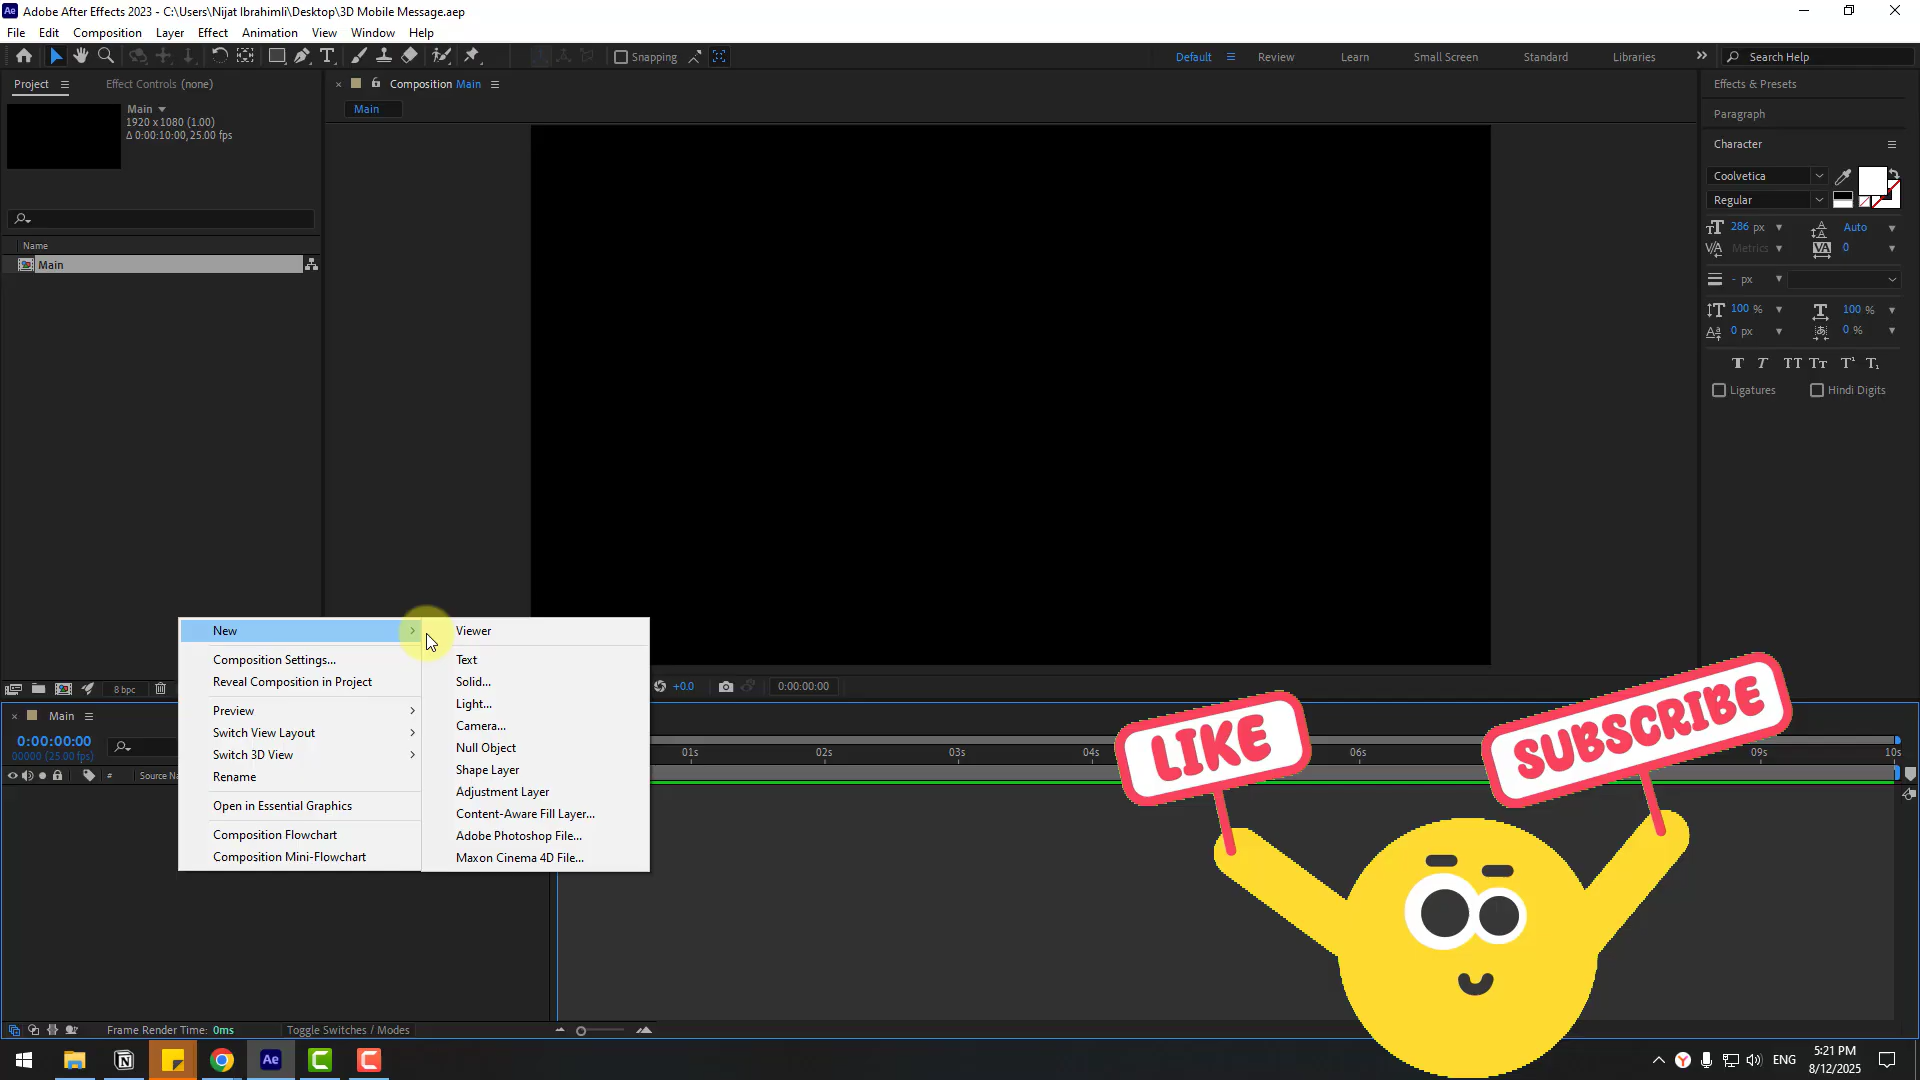 Adobe After Effects 2023 - C:\Users\Nijat Ibrahimli\Desktop\3D Mobile Message.aep
File Edit Composition Layer Effect Animation View Window Help
Snapping
Default Review Learn Small Screen Standard Libraries Search Help
Project Effect Controls (none)
Composition Main
Main
Main
1920 x 1080 (1.00)
Δ 0:00:10:00, 25.00 fps
Name
Main
Effects & Presets
Paragraph
Character
Coolvetica
Regular
286 px Auto
Metrics 0
- px
100 % 100 %
0 px 0 %
Ligatures Hindi Digits
New
Composition Settings...
Reveal Composition in Project
Preview
Switch View Layout
Switch 3D View
Rename
Open in Essential Graphics
Composition Flowchart
Composition Mini-Flowchart
Viewer
Text
Solid...
Light...
Camera...
Null Object
Shape Layer
Adjustment Layer
Content-Aware Fill Layer...
Adobe Photoshop File...
Maxon Cinema 4D File...
8 bpc
+0.0 0:00:00:00
Main
0:00:00:00
00000 (25.00 fps)
# Source Na
01s 02s 03s 04s 06s 09s 10s
LIKE
SUBSCRIBE
Frame Render Time: 0ms Toggle Switches / Modes
ENG
5:21 PM
8/12/2025